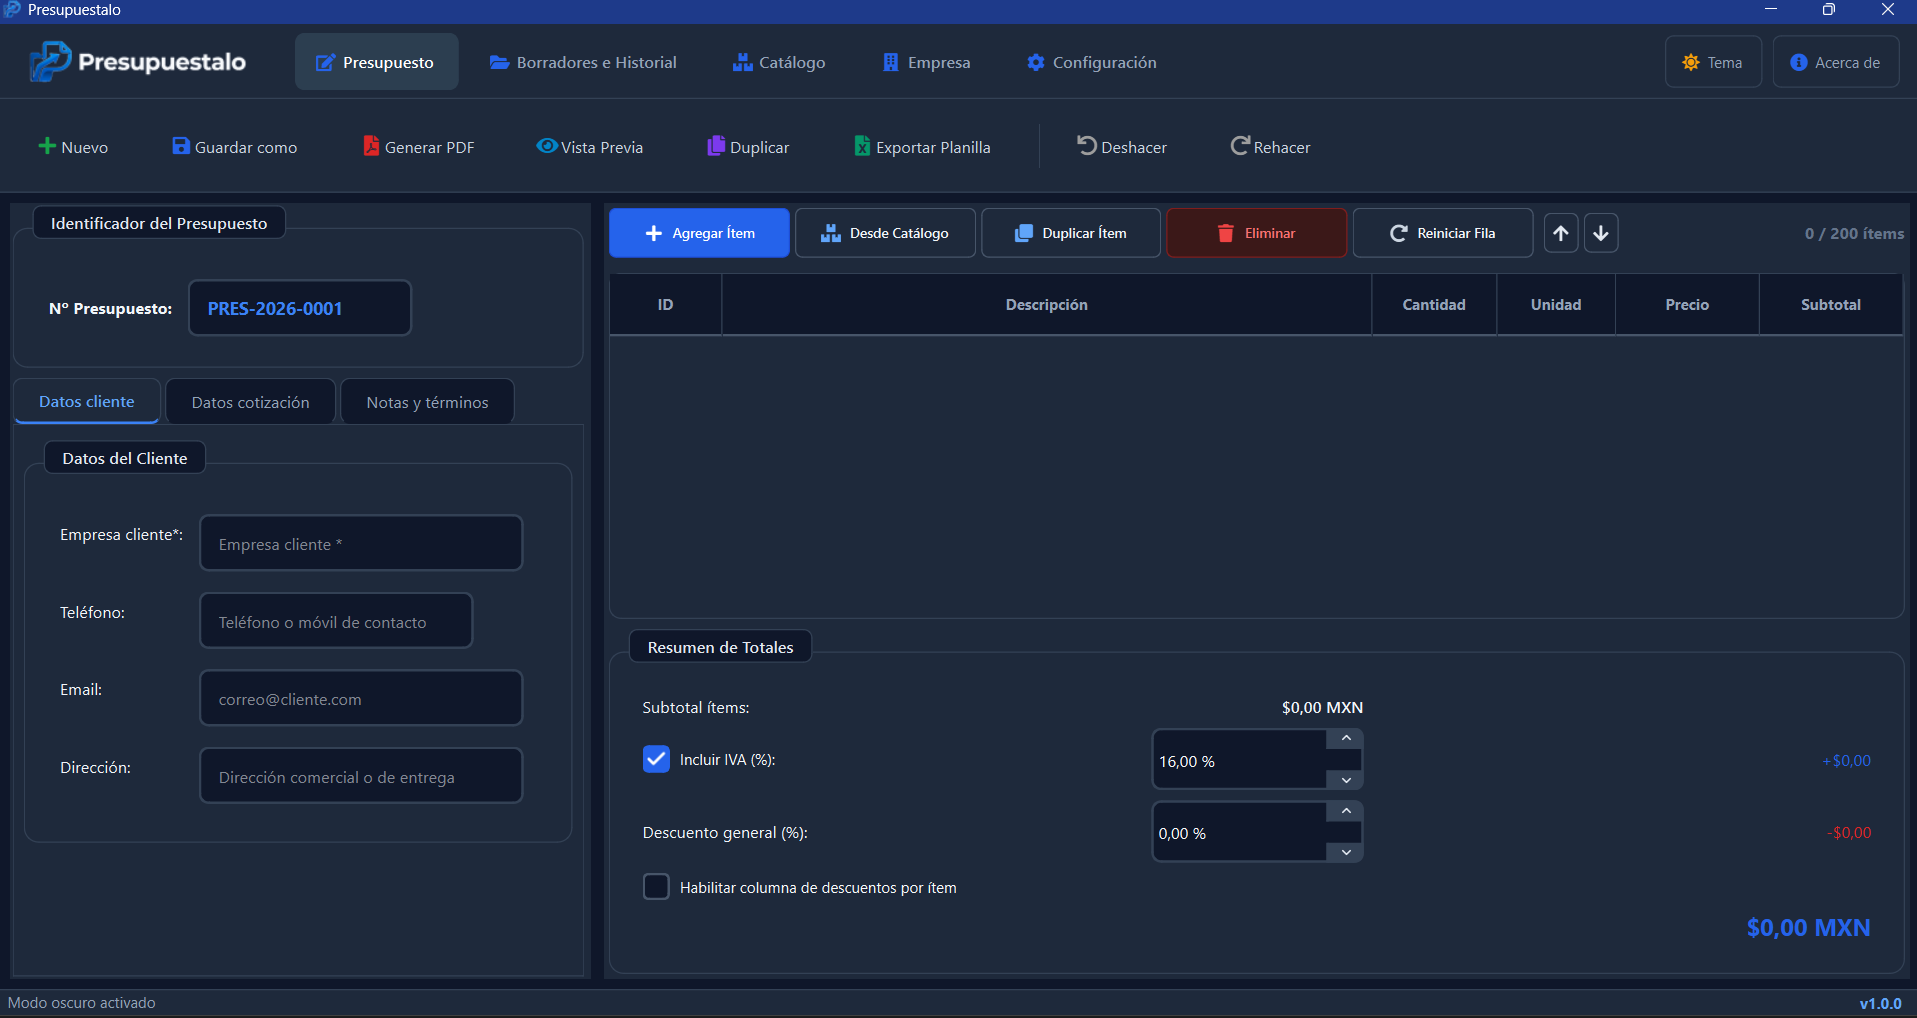 Presupuestalo
Presupuestalo
Presupuesto
Borradores e Historial
Catálogo
Empresa
Configuración
Tema
Acerca de
Nuevo
Guardar como
Generar PDF
Vista Previa
Duplicar
Exportar Planilla
Deshacer
Rehacer
Identificador del Presupuesto
Nº Presupuesto:
PRES-2026-0001
Datos cliente
Datos cotización
Notas y términos
Datos del Cliente
Empresa cliente*:
Empresa cliente *
Teléfono:
Teléfono o móvil de contacto
Email:
correo@cliente.com
Dirección:
Dirección comercial o de entrega
Agregar Ítem
Desde Catálogo
Duplicar Ítem
Eliminar
Reiniciar Fila
0 / 200 ítems
ID
Descripción
Cantidad
Unidad
Precio
Subtotal
Resumen de Totales
Subtotal ítems:
$0,00 MXN
Incluir IVA (%):
16,00 %
+$0,00
Descuento general (%):
0,00 %
-$0,00
Habilitar columna de descuentos por ítem
$0,00 MXN
Modo oscuro activado
v1.0.0